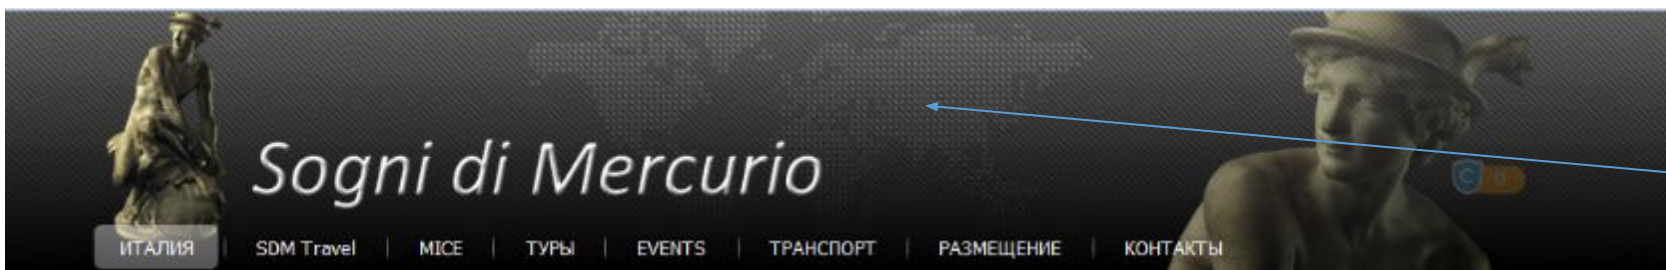 Sogni di Mercurio
ИТАЛИЯ | SDM Travel | MICE | ТУРЫ | EVENTS | ТРАНСПОРТ | РАЗМЕЩЕНИЕ | КОНТАКТЫ